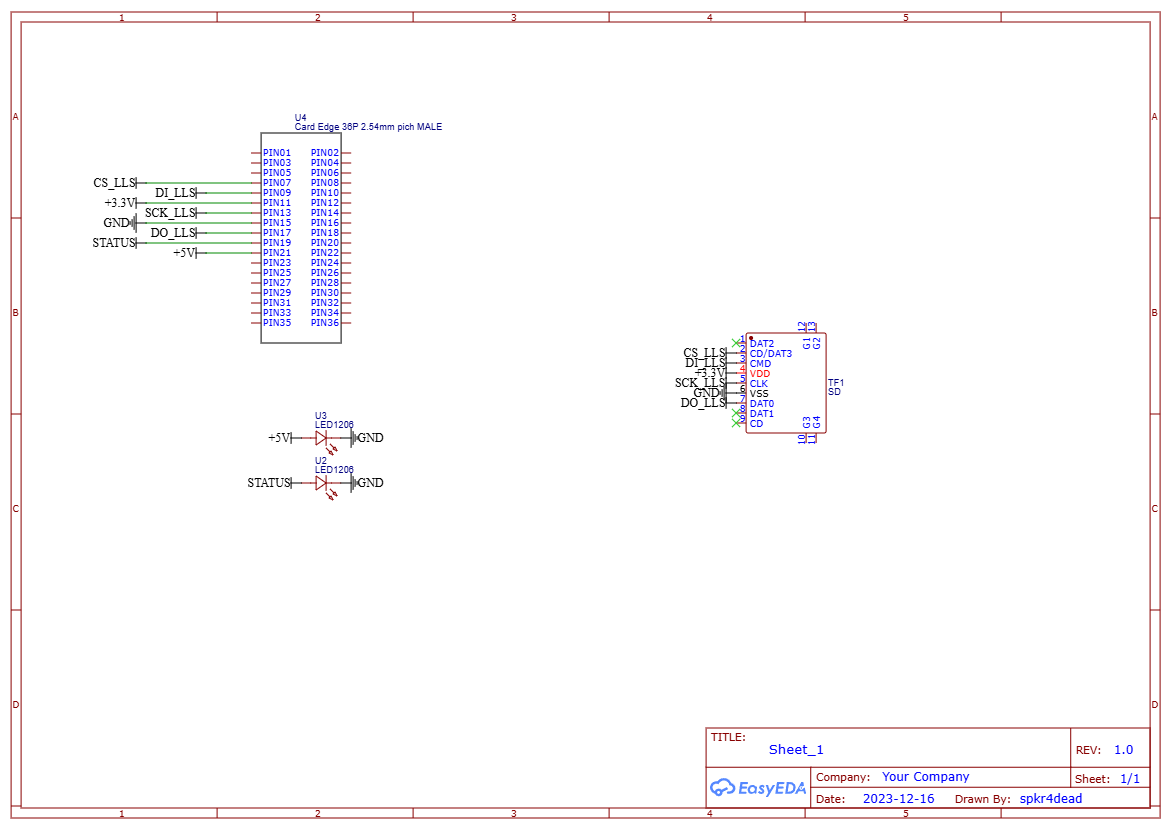 1 2 3 4 5
A A
U4
Card Edge 36P 2.54mm pich MALE
PIN01 PIN02
PIN03 PIN04
PIN05 PIN06
CS_LLS PIN07 PIN08
DI_LLS PIN09 PIN10
+3.3V PIN11 PIN12
SCK_LLS PIN13 PIN14
GND PIN15 PIN16
DO_LLS PIN17 PIN18
STATUS PIN19 PIN20
+5V PIN21 PIN22
PIN23 PIN24
PIN25 PIN26
PIN27 PIN28
PIN29 PIN30
PIN31 PIN32
PIN33 PIN34
PIN35 PIN36
B B
12 13
G1 G2
1 DAT2
CS_LLS 2 CD/DAT3
DI_LLS 3 CMD
+3.3V 4 VDD
SCK_LLS 5 CLK
GND 6 VSS
DO_LLS 7 DAT0
8 DAT1
9 CD
TF1
SD
G3 G4
10 11
U3
LED1206
+5V GND
U2
LED1206
STATUS GND
C C
D D
TITLE:
Sheet_1
REV: 1.0
EasyEDA
Company: Your Company
Sheet: 1/1
Date: 2023-12-16 Drawn By: spkr4dead
1 2 3 4 5